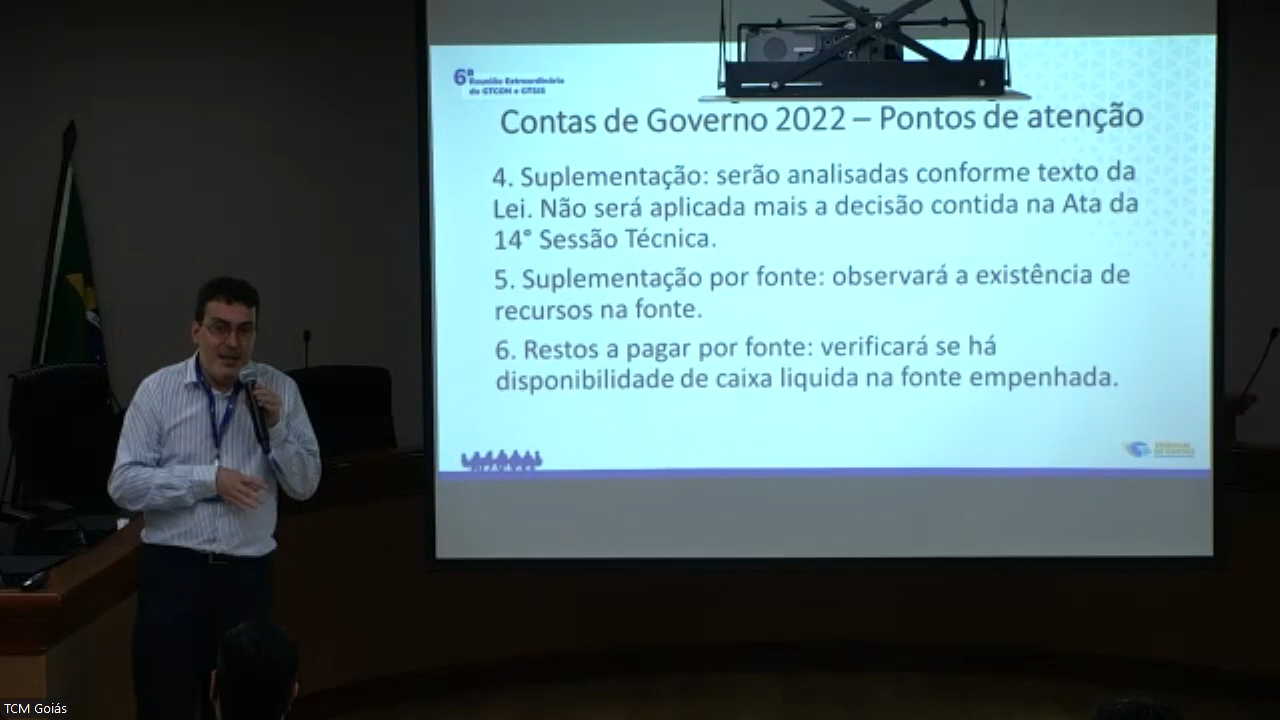 6ª
Reunião Extraordinária
da GTCON e GTSIS
Contas de Governo 2022 – Pontos de atenção
4. Suplementação: serão analisadas conforme texto da
Lei. Não será aplicada mais a decisão contida na Ata da
14° Sessão Técnica.
5. Suplementação por fonte: observará a existência de
recursos na fonte.
6. Restos a pagar por fonte: verificará se há
disponibilidade de caixa liquida na fonte empenhada.
TRIBUNAL
DE CONTAS
TCM Goiás